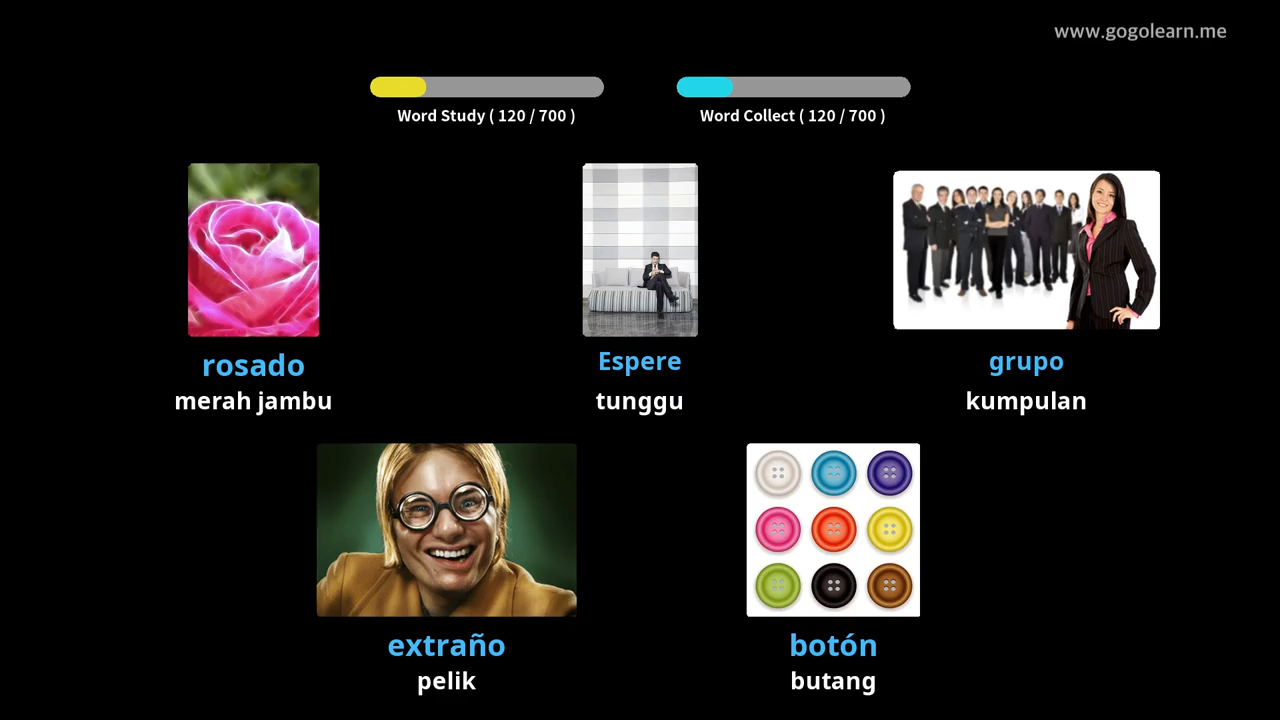 www.gogolearn.me
Word Study ( 120 / 700 )
Word Collect ( 120 / 700 )
rosado
merah jambu
Espere
tunggu
grupo
kumpulan
extraño
pelik
botón
butang